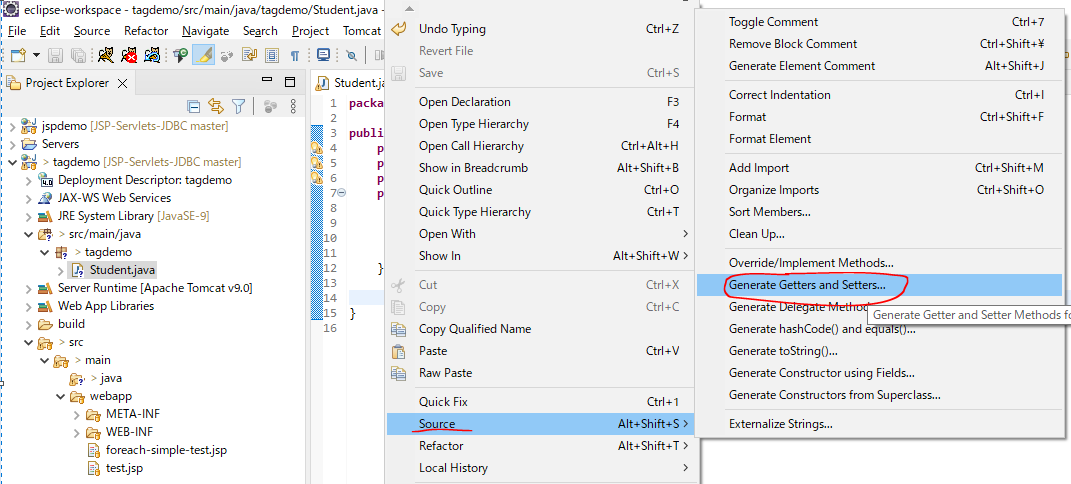 eclipse-workspace - tagdemo/src/main/java/tagdemo/Student.java -
File Edit Source Refactor Navigate Search Project Tomcat
Project Explorer
jspdemo [JSP-Servlets-JDBC master]
Servers
tagdemo [JSP-Servlets-JDBC master]
Deployment Descriptor: tagdemo
JAX-WS Web Services
JRE System Library [JavaSE-9]
src/main/java
tagdemo
Student.java
Server Runtime [Apache Tomcat v9.0]
Web App Libraries
build
src
main
java
webapp
META-INF
WEB-INF
foreach-simple-test.jsp
test.jsp
Student.ja
1 packa
2
3 publi
4 p
5 p
6 p
7 p
8
9
10
11
12 }
13
14
15 }
16
Undo Typing Ctrl+Z
Revert File
Save Ctrl+S
Open Declaration F3
Open Type Hierarchy F4
Open Call Hierarchy Ctrl+Alt+H
Show in Breadcrumb Alt+Shift+B
Quick Outline Ctrl+O
Quick Type Hierarchy Ctrl+T
Open With >
Show In Alt+Shift+W >
Cut Ctrl+X
Copy Ctrl+C
Copy Qualified Name
Paste Ctrl+V
Raw Paste
Quick Fix Ctrl+1
Source Alt+Shift+S >
Refactor Alt+Shift+T >
Local History >
Toggle Comment Ctrl+7
Remove Block Comment Ctrl+Shift+¥
Generate Element Comment Alt+Shift+J
Correct Indentation Ctrl+I
Format Ctrl+Shift+F
Format Element
Add Import Ctrl+Shift+M
Organize Imports Ctrl+Shift+O
Sort Members...
Clean Up...
Override/Implement Methods...
Generate Getters and Setters...
Generate Delegate Method
Generate Getter and Setter Methods fo
Generate hashCode() and equals()...
Generate toString()...
Generate Constructor using Fields...
Generate Constructors from Superclass...
Externalize Strings...